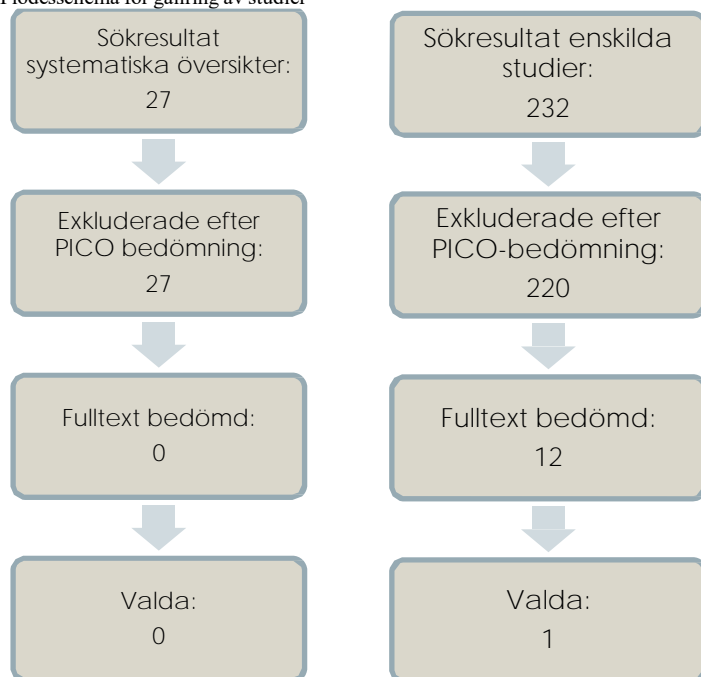 Flödesschema för gallring av studier
Sökresultat
systematiska översikter:
27
Exkluderade efter
PICO bedömning:
27
Fulltext bedömd:
0
Valda:
0
Sökresultat enskilda
studier:
232
Exkluderade efter
PICO-bedömning:
220
Fulltext bedömd:
12
Valda:
1